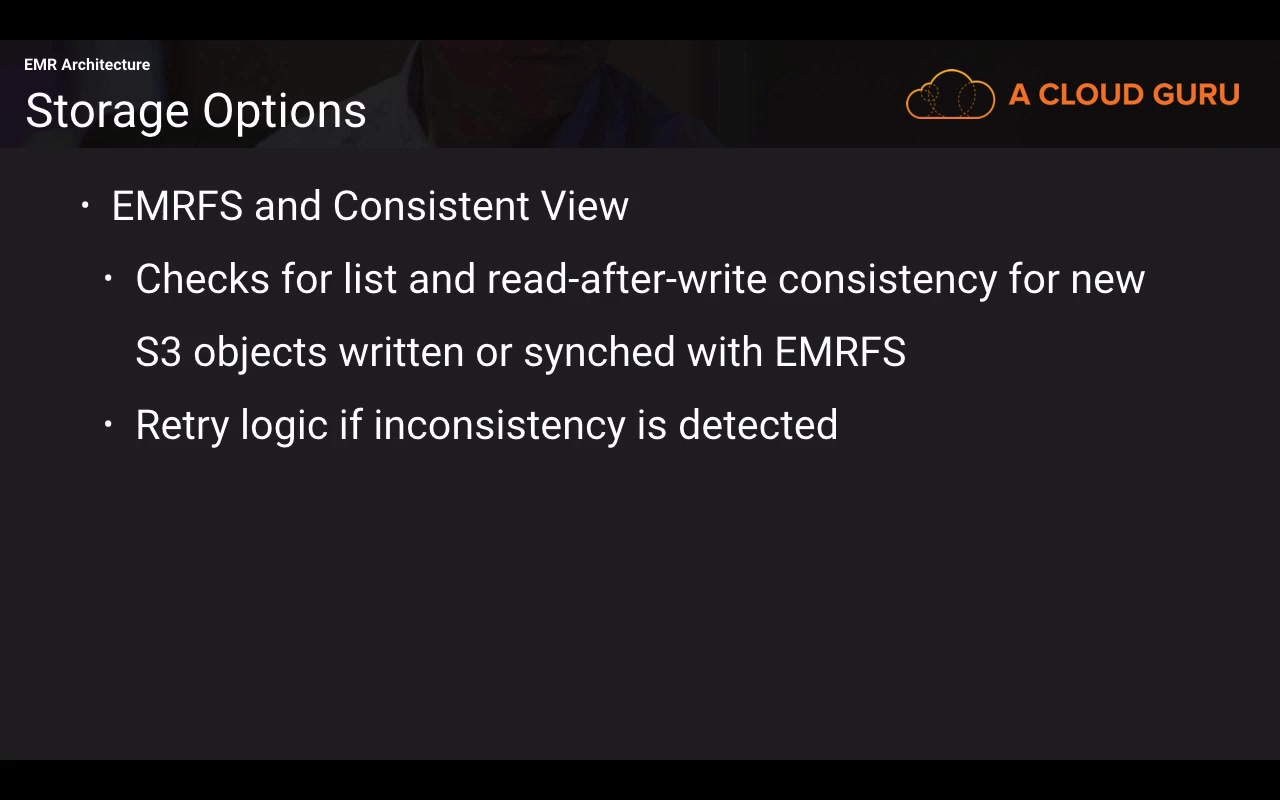 EMR Architecture
Storage Options
A CLOUD GURU
• EMRFS and Consistent View
• Checks for list and read-after-write consistency for new
S3 objects written or synched with EMRFS
• Retry logic if inconsistency is detected